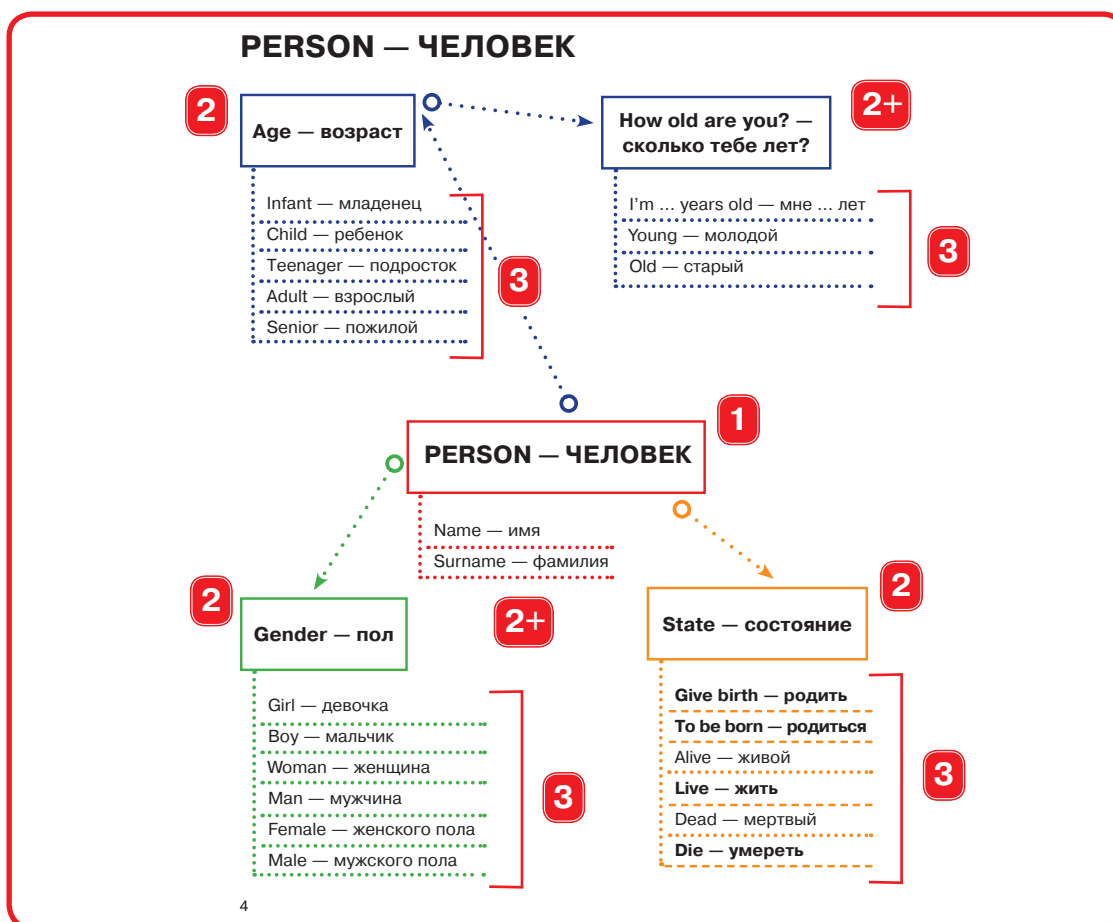 PERSON — ЧЕЛОВЕК
2
Age — возраст
Infant — младенец
Child — ребенок
Teenager — подросток
Adult — взрослый
Senior — пожилой
3
2+
How old are you? —
сколько тебе лет?
I'm ... years old — мне ... лет
Young — молодой
Old — старый
3
1
PERSON — ЧЕЛОВЕК
Name — имя
Surname — фамилия
2+
2
Gender — пол
Girl — девочка
Boy — мальчик
Woman — женщина
Man — мужчина
Female — женского пола
Male — мужского пола
3
2
State — состояние
Give birth — родить
To be born — родиться
Alive — живой
Live — жить
Dead — мертвый
Die — умереть
3
4